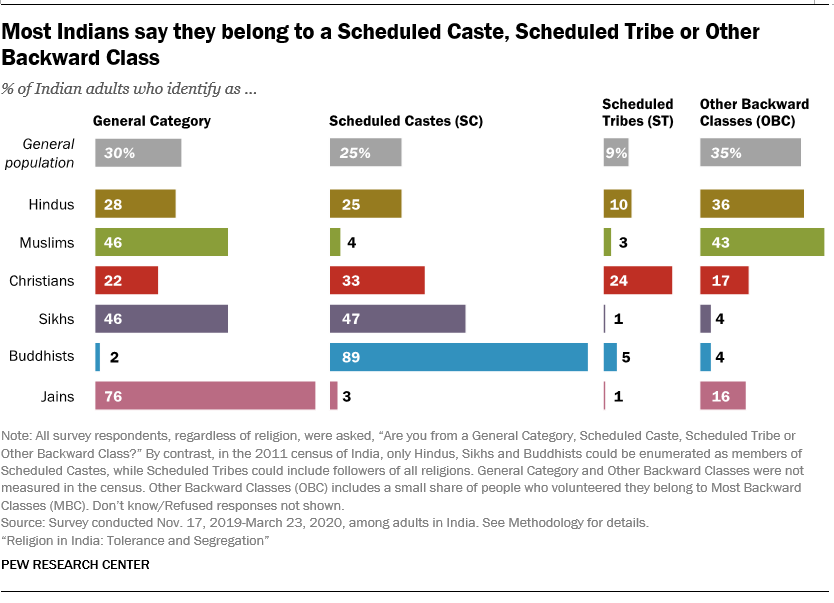 Most Indians say they belong to a Scheduled Caste, Scheduled Tribe or Other
Backward Class
% of Indian adults who identify as ...
General Category Scheduled Castes (SC) Scheduled Tribes (ST) Other Backward Classes (OBC)
General population 30% 25% 9% 35%
Hindus 28 25 10 36
Muslims 46 4 3 43
Christians 22 33 24 17
Sikhs 46 47 1 4
Buddhists 2 89 5 4
Jains 76 3 1 16
Note: All survey respondents, regardless of religion, were asked, “Are you from a General Category, Scheduled Caste, Scheduled Tribe or
Other Backward Class?” By contrast, in the 2011 census of India, only Hindus, Sikhs and Buddhists could be enumerated as members of
Scheduled Castes, while Scheduled Tribes could include followers of all religions. General Category and Other Backward Classes were not
measured in the census. Other Backward Classes (OBC) includes a small share of people who volunteered they belong to Most Backward
Classes (MBC). Don’t know/Refused responses not shown.
Source: Survey conducted Nov. 17, 2019-March 23, 2020, among adults in India. See Methodology for details.
“Religion in India: Tolerance and Segregation”
PEW RESEARCH CENTER